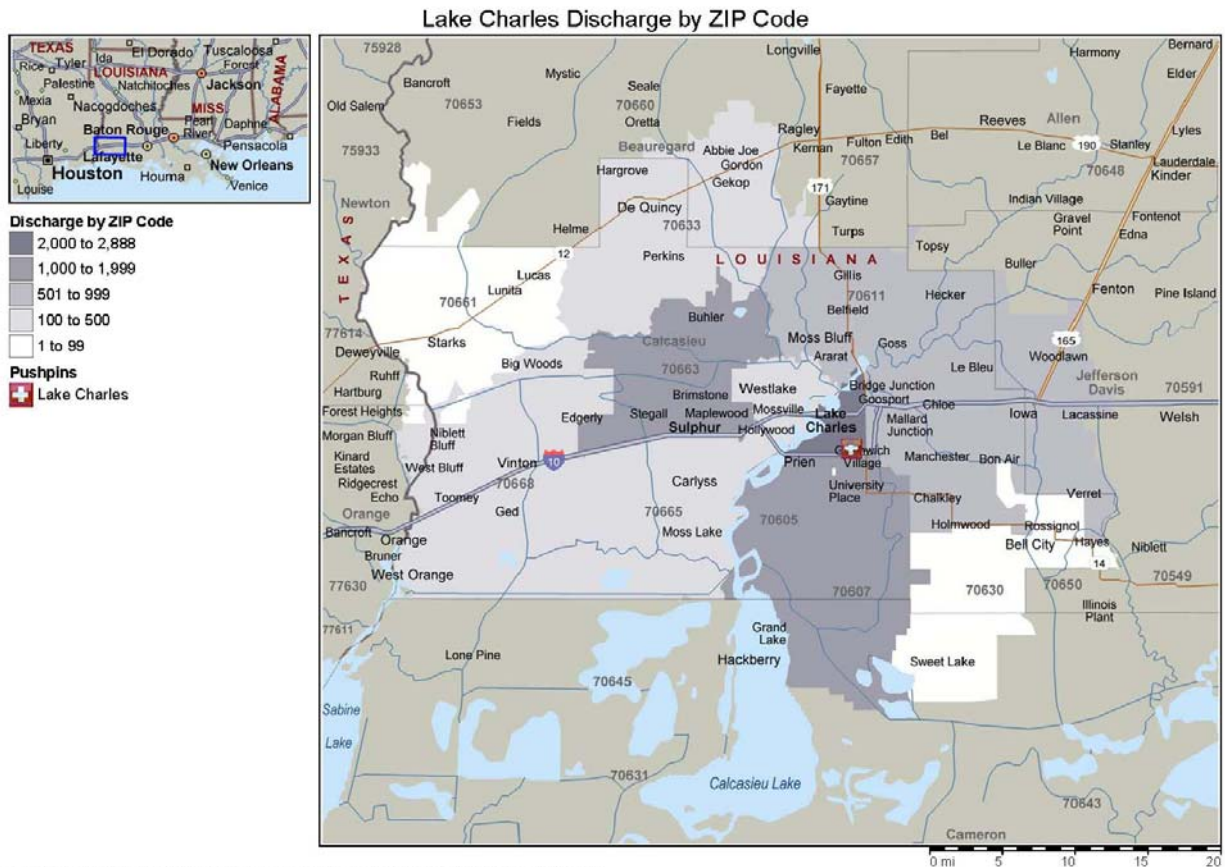 Lake Charles Discharge by ZIP Code
TEXAS
Ida
El Dorado
Tuscaloosa
Rice
Tyler
LOUISIANA
Forest
Palestine
Natchitoches
Jackson
Mexia
Nacogdoches
MISS
ALABAMA
Bryan
Pearl
River
Daphne
Baton Rouge
Liberty
Pensacola
Lafayette
New Orleans
Houston
Houma
Louise
Venice
Discharge by ZIP Code
2,000 to 2,888
1,000 to 1,999
501 to 999
100 to 500
1 to 99
Pushpins
Lake Charles
75928
Longville
Bernard
Harmony
Bancroft
Mystic
Seale
Fayette
Elder
Old Salem
70653
70660
Fields
Oretta
Ragley
Reeves
Allen
Lyles
Beauregard
Abbie Joe
Kernan
Fulton
Edith
Bel
Le Blanc
190
Stanley
75933
Gordon
70657
Lauderdale
Hargrove
Gekop
171
70648
Kinder
Newton
De Quincy
Gaytine
Indian Village
Gravel
Point
Fontenot
Helme
70633
Turps
Edna
TEXAS
12
Perkins
LOUISIANA
Topsy
Buller
Lucas
Gillis
Lunita
70661
70611
Hecker
Fenton
Pine Island
Buhler
Belfield
77614
Starks
Calcasieu
Moss Bluff
Goss
165
Deweyville
Ararat
Woodlawn
Big Woods
70663
Le Bleu
Jefferson
Davis
Ruhff
Westlake
Bridge Junction
70591
Hartburg
Brimstone
Goosport
Forest Heights
Edgerly
Stegall
Maplewood
Mossville
Lake
Charles
Chloe
Iowa
Lacassine
Welsh
Morgan Bluff
Niblett
Bluff
Sulphur
Hollywood
Mallard
Junction
Kinard
Estates
West Bluff
Vinton
10
Prien
Village
Manchester
Bon Air
Ridgecrest
70668
Carlyss
University
Place
Echo
Toomey
Chalkley
Verret
Orange
Ged
70665
70605
Bancroft
Orange
Moss Lake
Holmwood
Rossignol
Bruner
Bell City
Hayes
Niblett
West Orange
14
77630
70607
70630
70650
70549
Illinois
Plant
77611
Grand
Lake
Lone Pine
Hackberry
Sweet Lake
70645
Sabine
Lake
70631
Calcasieu Lake
70643
Cameron
0 mi
5
10
15
20